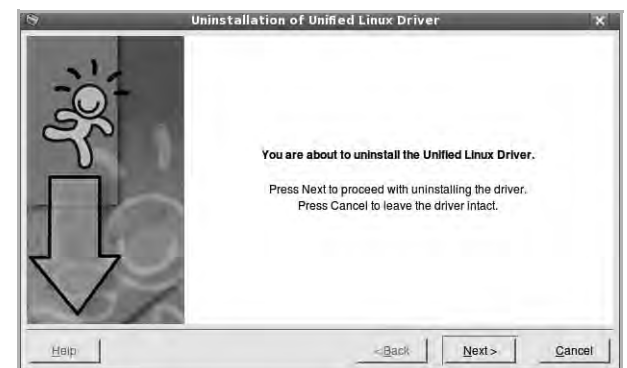 Uninstallation of Unified Linux Driver
You are about to uninstall the Unified Linux Driver.
Press Next to proceed with uninstalling the driver.
Press Cancel to leave the driver intact.
Help
<Back
Next >
Cancel